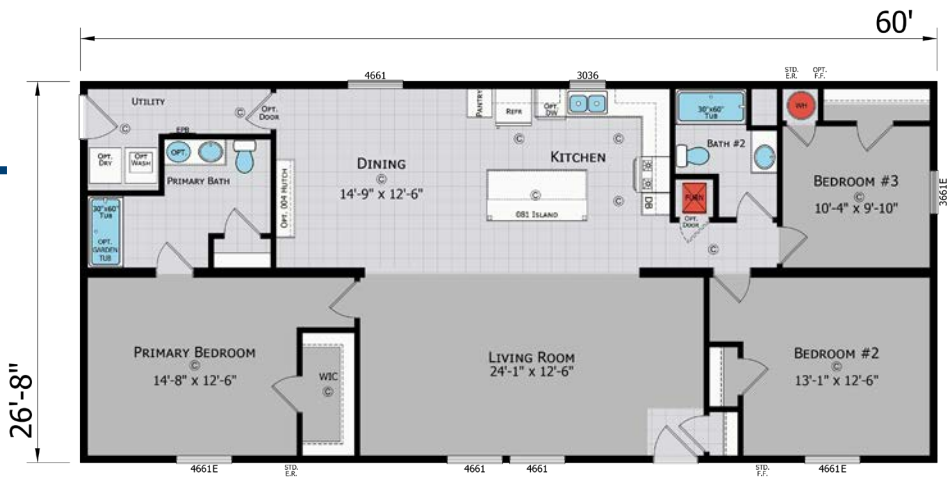 60'
4661
3036
STD.
E.R.
OPT.
F.F.
UTILITY
©
©
OPT.
DOOR
EPB
OPT.
DRY
OPT
WASH
OPT.
PRIMARY BATH
30"x60"
TUB
OPT.
GARDEN
TUB
OPT. 004 HUTCH
DINING
©
14'-9" x 12'-6"
PANTRY
REFR
OPT.
DW
©
©
KITCHEN
©
081 ISLAND
©
DB
30"x60"
TUB
BATH #2
FURN
OPT.
DOOR
©
WH
BEDROOM #3
©
10'-4" x 9'-10"
3661E
26'-8"
PRIMARY BEDROOM
©
14'-8" x 12'-6"
WIC
©
LIVING ROOM
24'-1" x 12'-6"
BEDROOM #2
©
13'-1" x 12'-6"
4661E
STD.
E.R.
4661
4661
STD.
F.F.
4661E